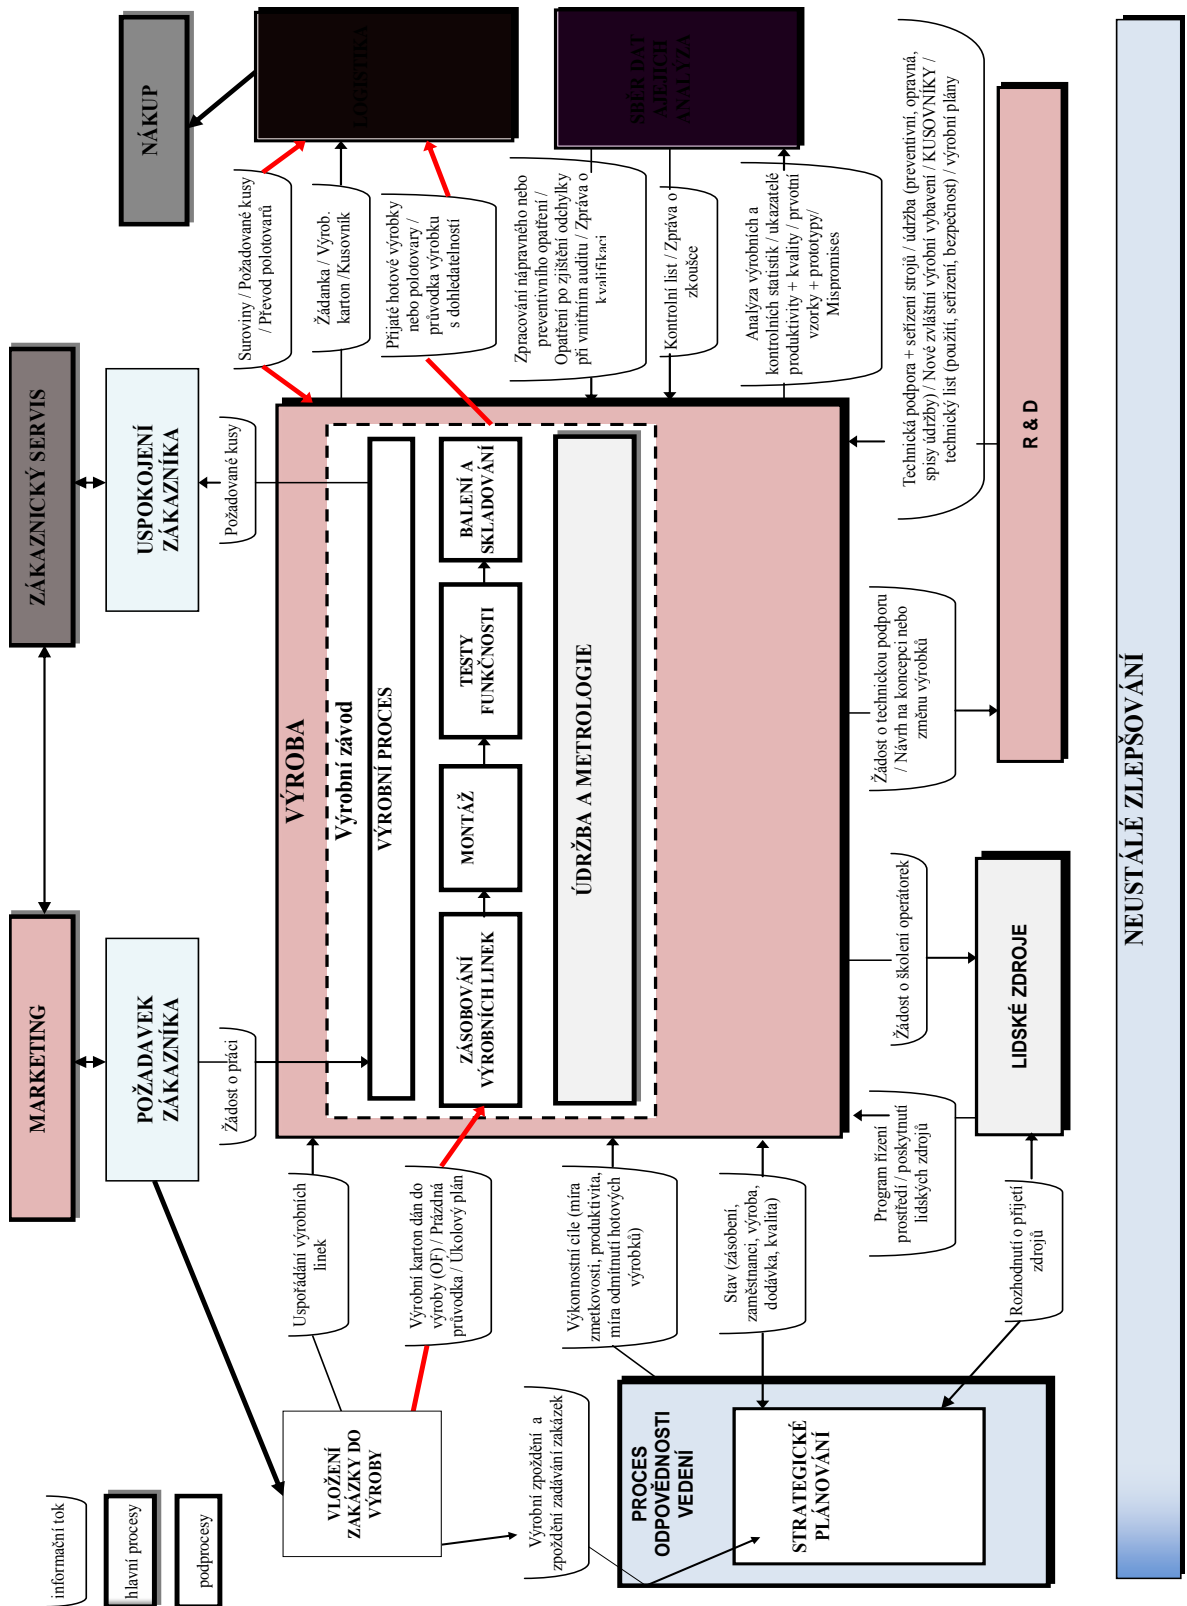 informační tok
hlavní procesy
podprocesy
MARKETING
ZÁKAZNICKÝ SERVIS
NÁKUP
POŽADAVEK
ZÁKAZNÍKA
USPOKOJENÍ
ZÁKAZNÍKA
Žádost o práci
Požadované kusy
LOGISTIKA
VLOŽENÍ
ZAKÁZKY DO
VÝROBY
Uspořádání výrobních
linek
Výrobní karton dán do
výroby (OF) / Prázdná
průvodka / Úkolový plán
VÝROBA
Výrobní závod
VÝROBNÍ PROCES
ZÁSOBOVÁNÍ
VÝROBNÍCH LINEK
MONTÁŽ
TESTY
FUNKČNOSTI
BALENÍ A
SKLADOVÁNÍ
ÚDRŽBA A METROLOGIE
Suroviny / Požadované kusy
/ Převod polotovarů
Žádanka / Výrob.
karton /Kusovník
Přijaté hotové výrobky
nebo polotovary /
průvodka výrobku
s dohledatelností
SBĚR DAT
AJEJICH
ANALÝZA
Zpracování nápravného nebo
preventivního opatření /
Opatření po zjištění odchylky
při vnitřním auditu / Zpráva o
kvalifikaci
Kontrolní list / Zpráva o
zkoušce
Analýza výrobních a
kontrolních statistik / ukazatelé
produktivity + kvality / prvotní
vzorky + prototypy/
Mispromises
Výrobní zpoždění a
zpoždění zadávání zakázek
Výkonnostní cíle (míra
zmetkovosti, produktivita,
míra odmítnutí hotových
výrobků)
Stav (zásobení,
zaměstnanci, výroba,
dodávka, kvalita)
PROCES
ODPOVĚDNOSTI
VEDENÍ
STRATEGICKÉ
PLÁNOVÁNÍ
Program řízení
prostředí / poskytnutí
lidských zdrojů
Žádost o školení operátorek
Žádost o technickou podporu
/ Návrh na koncepci nebo
změnu výrobků
Technická podpora + seřízení strojů / údržba (preventivní, opravná,
spisy údržby) / Nové zvláštní výrobní vybavení / KUSOVNÍKY /
technický list (použití, seřízení, bezpečnost) / výrobní plány
Rozhodnutí o přijetí
zdrojů
LIDSKÉ ZDROJE
R & D
NEUSTÁLÉ ZLEPŠOVÁNÍ